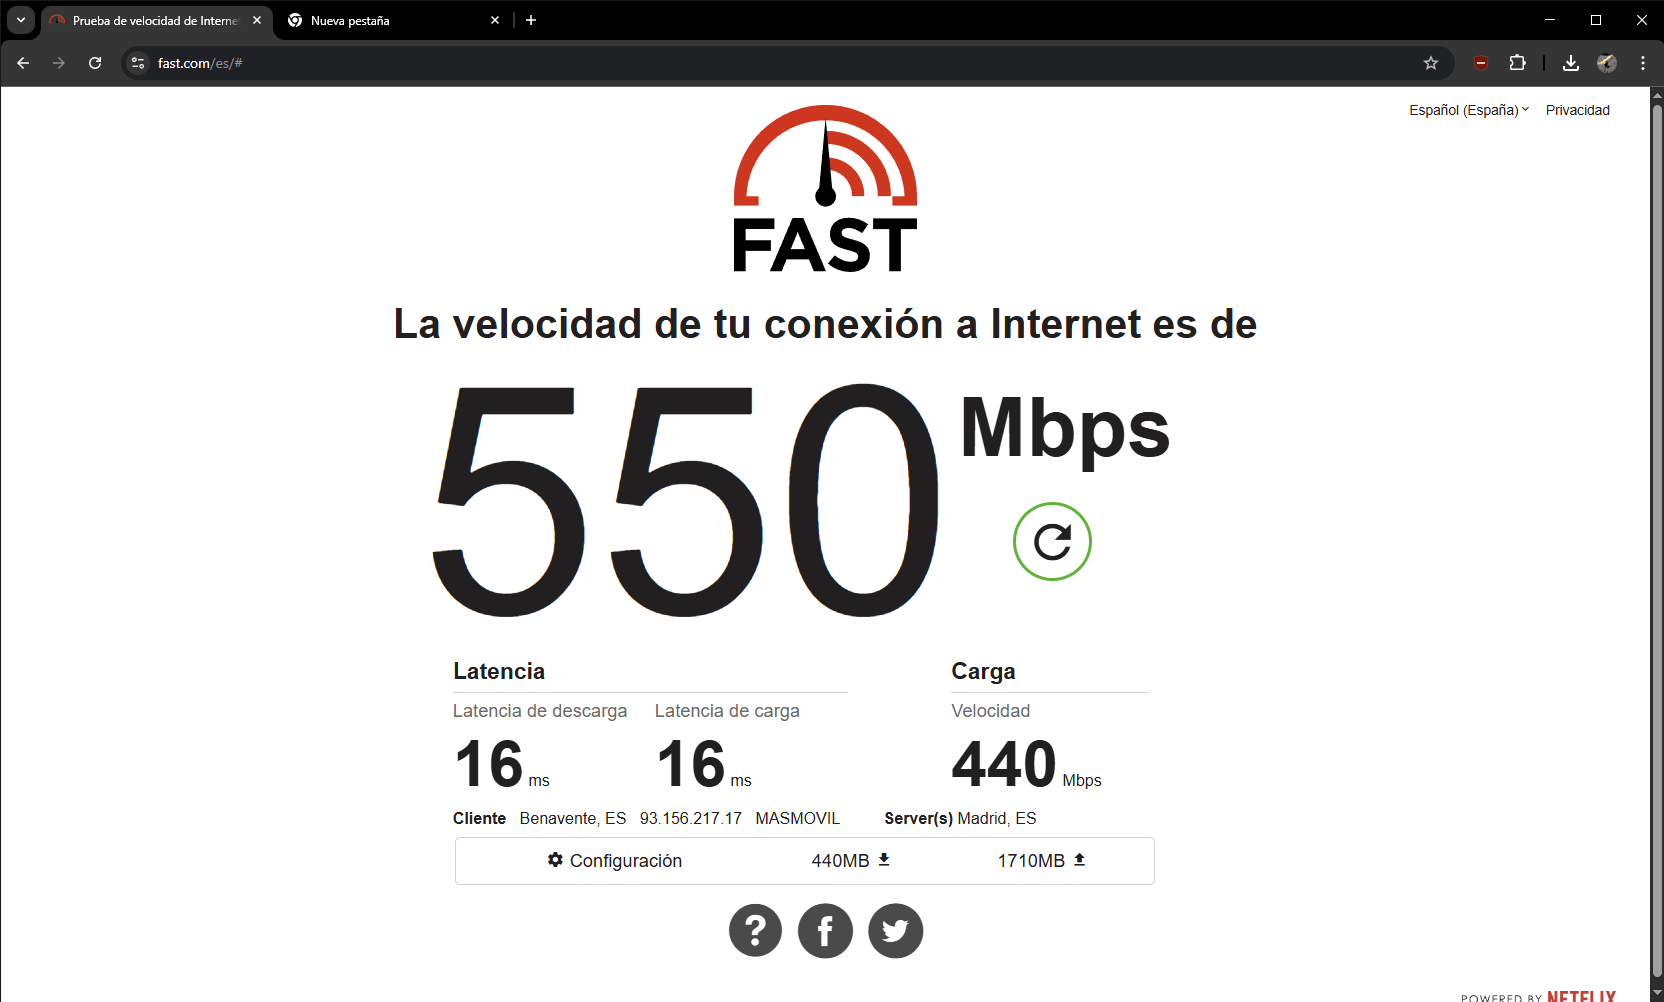 Prueba de velocidad de Interne
Nueva pestaña
fast.com/es/#
Español (España)
Privacidad
FAST
La velocidad de tu conexión a Internet es de
550 Mbps
Latencia
Carga
Latencia de descarga
Latencia de carga
Velocidad
16 ms
16 ms
440 Mbps
Cliente Benavente, ES 93.156.217.17 MASMOVIL Server(s) Madrid, ES
Configuración 440MB 1710MB
POWERED BY NETFLIX